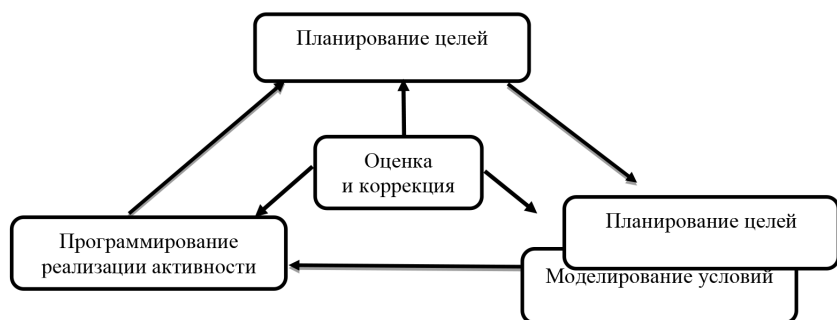 Планирование целей
Оценка
и коррекция
Планирование целей
Программирование
реализации активности
Моделирование условий